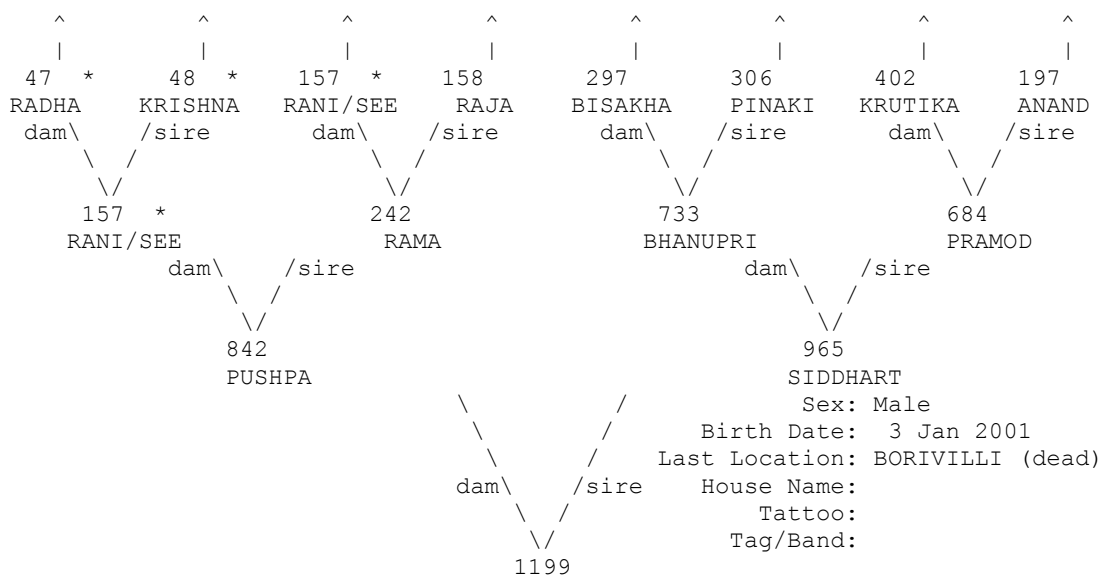 ^ ^ ^ ^ ^ ^ ^ ^
| | | | | | | |
47 * 48 * 157 * 158 297 306 402 197
RADHA KRISHNA RANI/SEE RAJA BISAKHA PINAKI KRUTIKA ANAND
dam\ /sire dam\ /sire dam\ /sire dam\ /sire
\ / \ / \ / \ /
\/ \/ \/ \/
157 * 242 733 684
RANI/SEE RAMA BHANUPRI PRAMOD
dam\ /sire dam\ /sire
\ / \ /
\/ \/
842 965
PUSHPA SIDDHART
\ / Sex: Male
\ / Birth Date: 3 Jan 2001
\ / Last Location: BORIVILLI (dead)
dam\ /sire House Name:
\ / Tattoo:
\/ Tag/Band:
1199